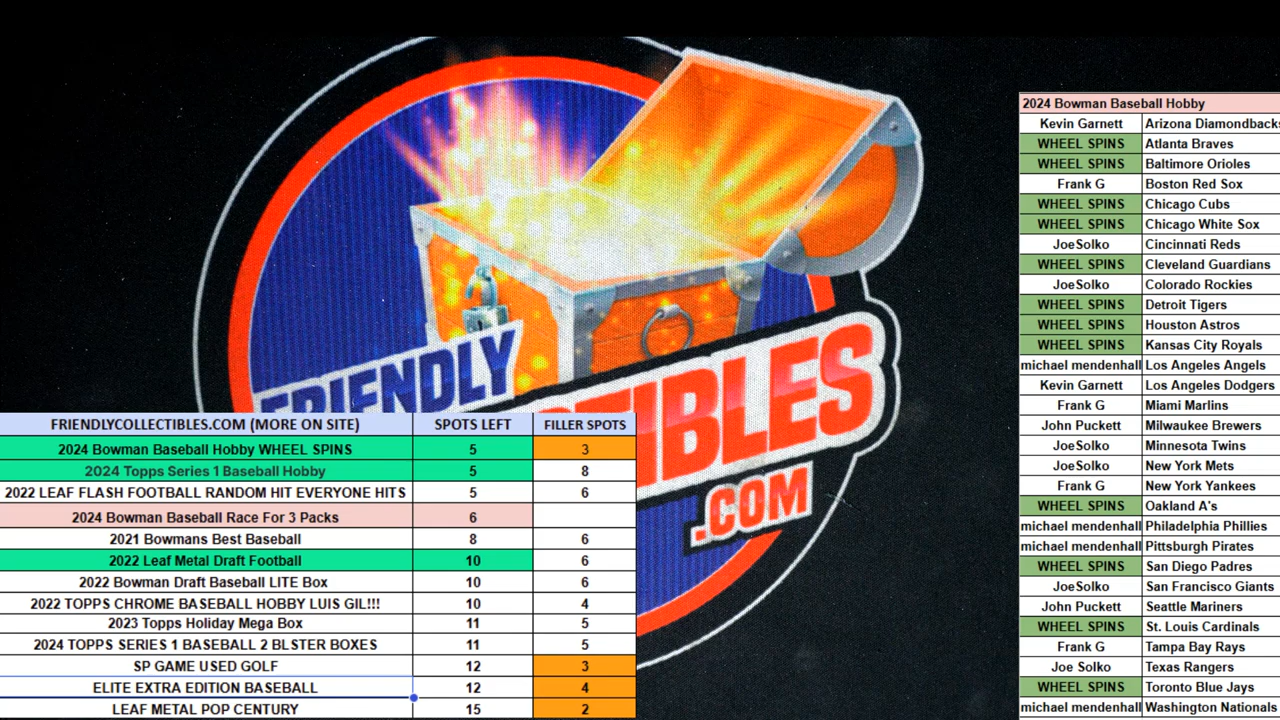 FRIENDLY
TIBLES
.COM
FRIENDLYCOLLECTIBLES.COM (MORE ON SITE) SPOTS LEFT FILLER SPOTS
2024 Bowman Baseball Hobby WHEEL SPINS 5 3
2024 Topps Series 1 Baseball Hobby 5 8
2022 LEAF FLASH FOOTBALL RANDOM HIT EVERYONE HITS 5 6
2024 Bowman Baseball Race For 3 Packs 6
2021 Bowmans Best Baseball 8 6
2022 Leaf Metal Draft Football 10 6
2022 Bowman Draft Baseball LITE Box 10 6
2022 TOPPS CHROME BASEBALL HOBBY LUIS GIL!!! 10 4
2023 Topps Holiday Mega Box 11 5
2024 TOPPS SERIES 1 BASEBALL 2 BLSTER BOXES 11 5
SP GAME USED GOLF 12 3
ELITE EXTRA EDITION BASEBALL 12 4
LEAF METAL POP CENTURY 15 2
2024 Bowman Baseball Hobby
Kevin Garnett Arizona Diamondbacks
WHEEL SPINS Atlanta Braves
WHEEL SPINS Baltimore Orioles
Frank G Boston Red Sox
WHEEL SPINS Chicago Cubs
WHEEL SPINS Chicago White Sox
JoeSolko Cincinnati Reds
WHEEL SPINS Cleveland Guardians
JoeSolko Colorado Rockies
WHEEL SPINS Detroit Tigers
WHEEL SPINS Houston Astros
WHEEL SPINS Kansas City Royals
michael mendenhall Los Angeles Angels
Kevin Garnett Los Angeles Dodgers
Frank G Miami Marlins
John Puckett Milwaukee Brewers
JoeSolko Minnesota Twins
JoeSolko New York Mets
Frank G New York Yankees
WHEEL SPINS Oakland A's
michael mendenhall Philadelphia Phillies
michael mendenhall Pittsburgh Pirates
WHEEL SPINS San Diego Padres
JoeSolko San Francisco Giants
John Puckett Seattle Mariners
WHEEL SPINS St. Louis Cardinals
Frank G Tampa Bay Rays
Joe Solko Texas Rangers
WHEEL SPINS Toronto Blue Jays
michael mendenhall Washington Nationals